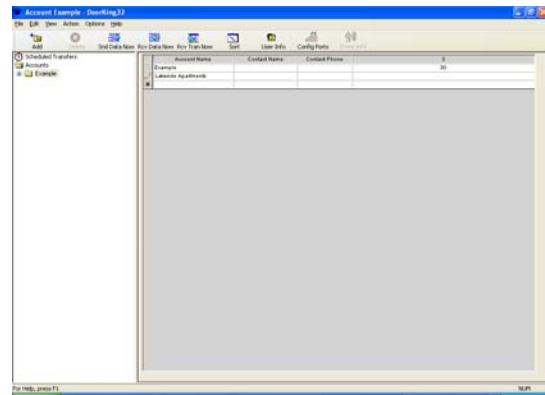 Account Example - DoorKing32
File Edit View Action Options Help
Add Delete Snd Data Now Rcv Data Now Rcv Tran Now Sort User Info Config Ports
Scheduled Transfers
Accounts
Example
Account Name Contact Name Contact Phone
Example 30
Lakeside Apartments
For Help, press F1 NUM